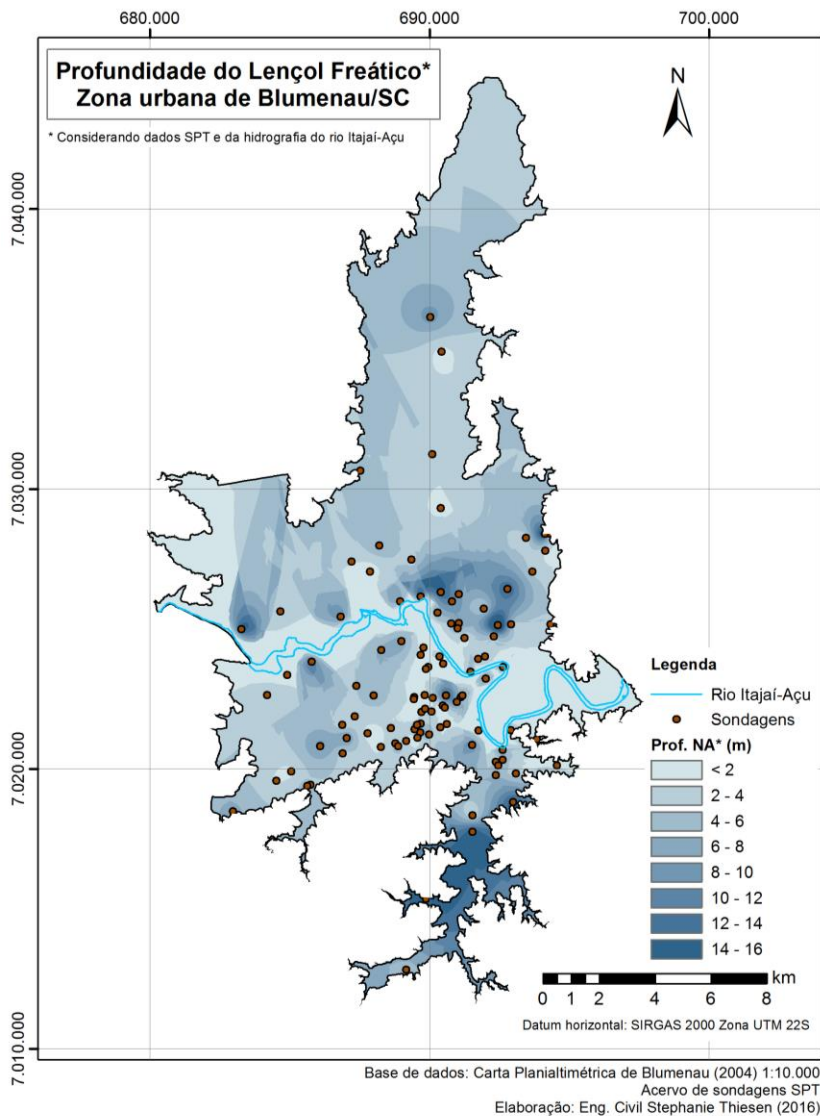 680.000
690.000
700.000
Profundidade do Lençol Freático*
Zona urbana de Blumenau/SC
* Considerando dados SPT e da hidrografia do rio Itajaí-Açu
N
7.040.000
7.030.000
7.020.000
7.010.000
Legenda
Rio Itajaí-Açu
Sondagens
Prof. NA* (m)
< 2
2 - 4
4 - 6
6 - 8
8 - 10
10 - 12
12 - 14
14 - 16
km
0 1 2 4 6 8
Datum horizontal: SIRGAS 2000 Zona UTM 22S
Base de dados: Carta Planialtimétrica de Blumenau (2004) 1:10.000
Acervo de sondagens SPT
Elaboração: Eng. Civil Stephanie Thiesen (2016)